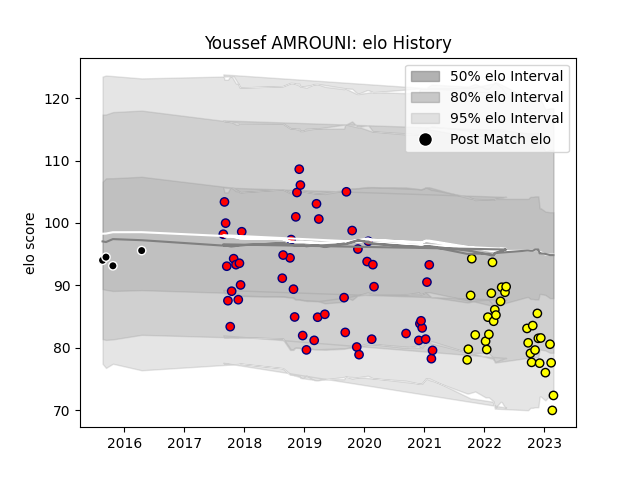 Youssef AMROUNI: elo History
50% elo Interval
80% elo Interval
95% elo Interval
Post Match elo
elo score
120
110
100
90
80
70
2016 2017 2018 2019 2020 2021 2022 2023